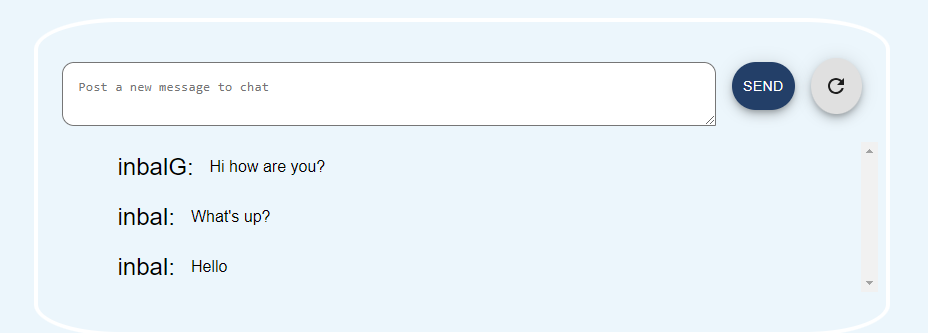 Post a new message to chat
SEND
inbalG: Hi how are you?
inbal: What's up?
inbal: Hello